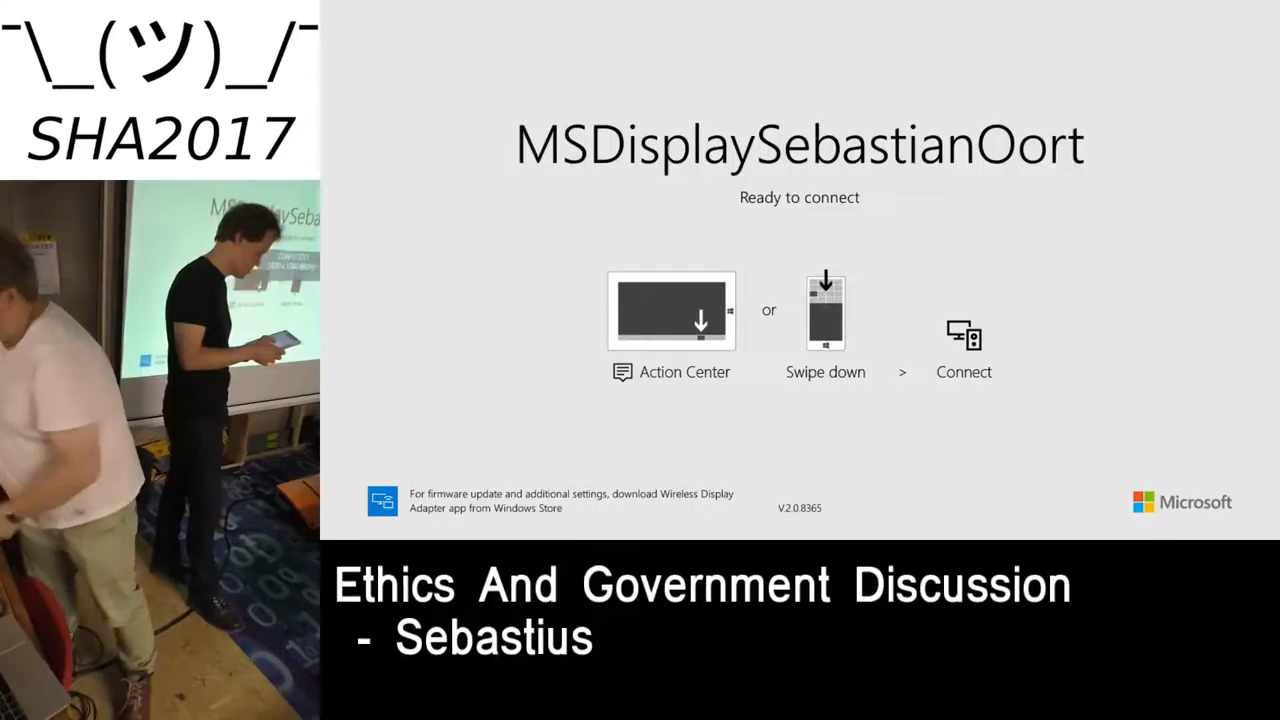 ¯\_(ツ)_/¯
SHA2017
MSDisplaySebastianOort
Ready to connect
or
Action Center
Swipe down
>
Connect
For firmware update and additional settings, download Wireless Display
Adapter app from Windows Store
V.2.0.8365
Microsoft
Ethics And Government Discussion
- Sebastius